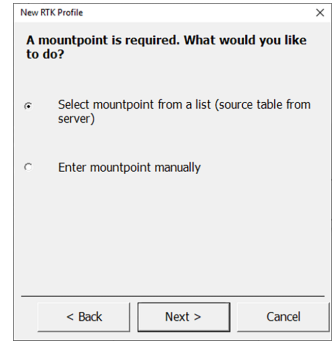 New RTK Profile
A mountpoint is required. What would you like
to do?
Select mountpoint from a list (source table from
server)
Enter mountpoint manually
< Back
Next >
Cancel